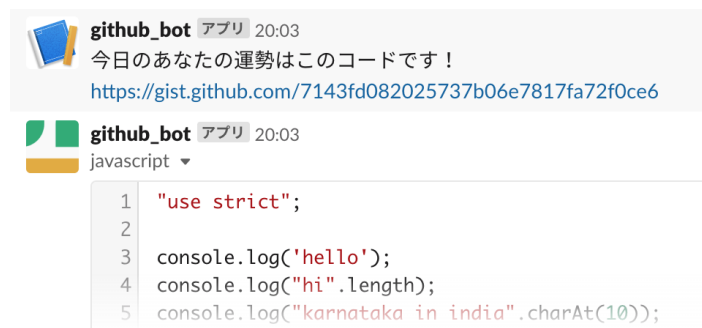 github_bot アプリ 20:03
今日のあなたの運勢はこのコードです！
https://gist.github.com/7143fd082025737b06e7817fa72f0ce6
github_bot アプリ 20:03
javascript
1 "use strict";
2
3 console.log('hello');
4 console.log("hi".length);
5 console.log("karnataka in india".charAt(10));